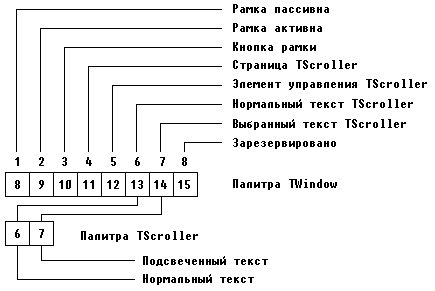 Рамка пассивна
Рамка активна
Кнопка рамки
Страница TScroller
Элемент управления TScroller
Нормальный текст TScroller
Выбранный текст TScroller
Зарезервировано
1 2 3 4 5 6 7 8
8 9 10 11 12 13 14 15 Палитра TWindow
6 7 Палитра TScroller
Подсвеченный текст
Нормальный текст